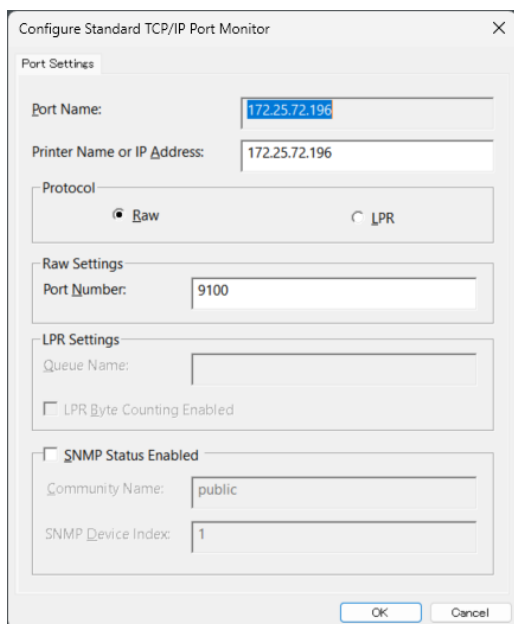 Configure Standard TCP/IP Port Monitor
Port Settings
Port Name: 172.25.72.196
Printer Name or IP Address: 172.25.72.196
Protocol
Raw LPR
Raw Settings
Port Number: 9100
LPR Settings
Queue Name:
LPR Byte Counting Enabled
SNMP Status Enabled
Community Name: public
SNMP Device Index: 1
OK Cancel